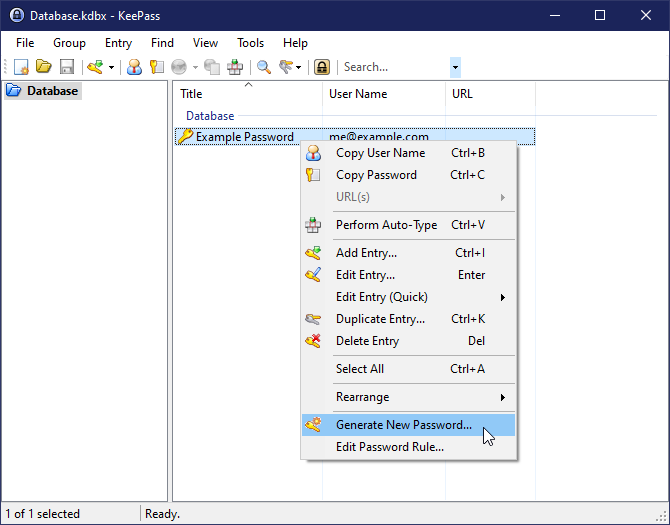 Database.kdbx - KeePass
File Group Entry Find View Tools Help
Search...
Database
Title User Name URL
Database
Example Password me@example.com
Copy User Name Ctrl+B
Copy Password Ctrl+C
URL(s)
Perform Auto-Type Ctrl+V
Add Entry... Ctrl+I
Edit Entry... Enter
Edit Entry (Quick)
Duplicate Entry... Ctrl+K
Delete Entry Del
Select All Ctrl+A
Rearrange
Generate New Password...
Edit Password Rule...
1 of 1 selected Ready.